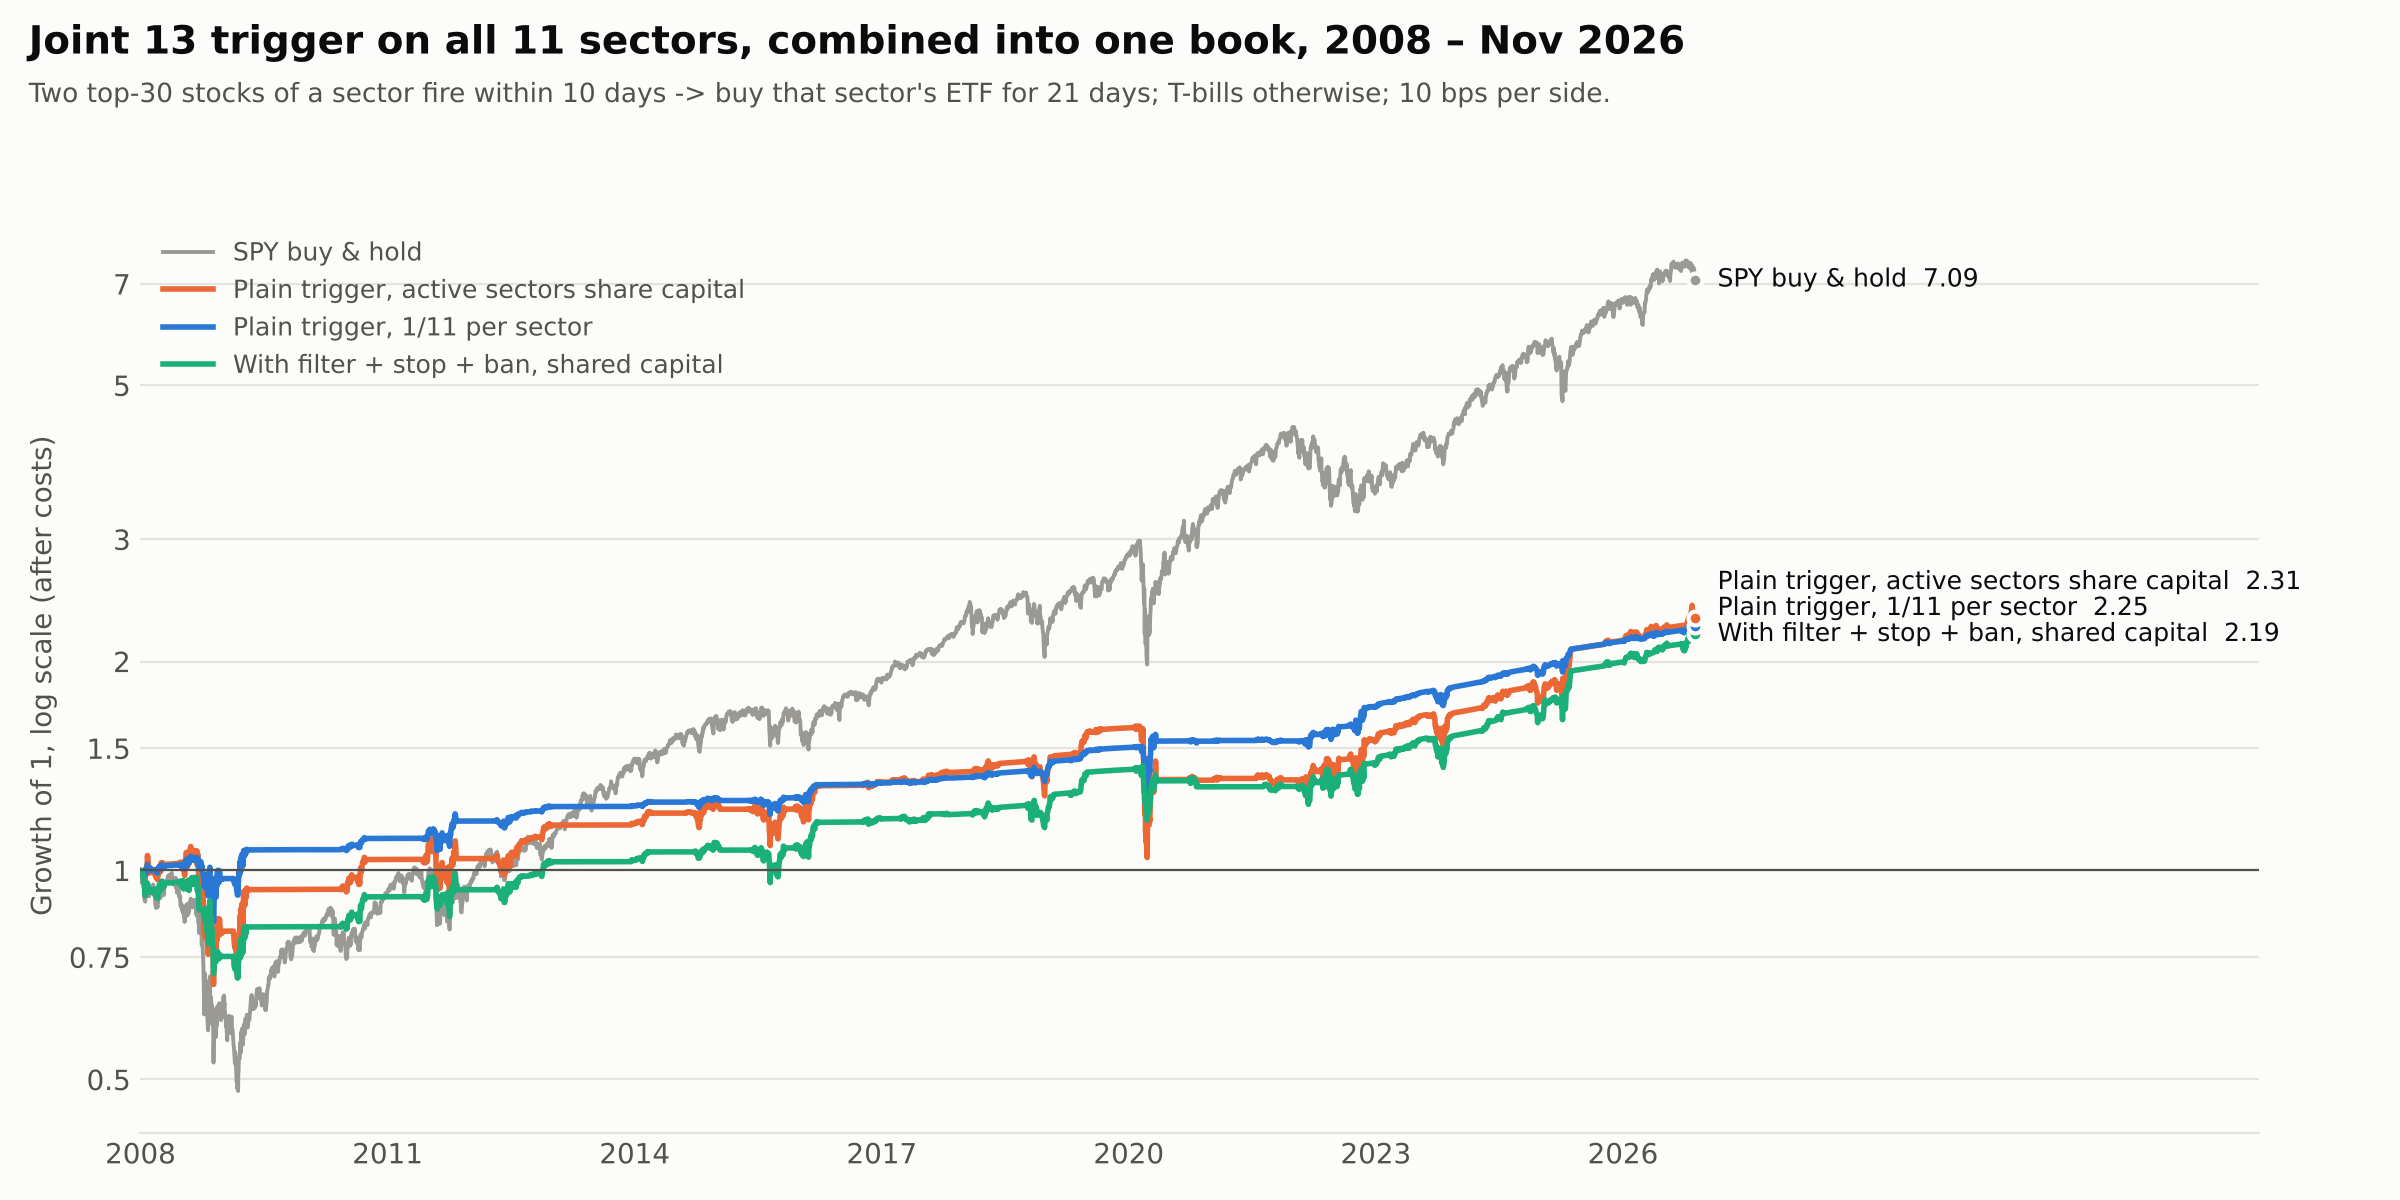 Joint 13 trigger on all 11 sectors, combined into one book, 2008 – Nov 2026
Two top-30 stocks of a sector fire within 10 days -> buy that sector's ETF for 21 days; T-bills otherwise; 10 bps per side.
SPY buy & hold
Plain trigger, active sectors share capital
Plain trigger, 1/11 per sector
With filter + stop + ban, shared capital
Growth of 1, log scale (after costs)
7
5
3
2
1.5
1
0.75
0.5
SPY buy & hold 7.09
Plain trigger, active sectors share capital 2.31
Plain trigger, 1/11 per sector 2.25
With filter + stop + ban, shared capital 2.19
2008 2011 2014 2017 2020 2023 2026